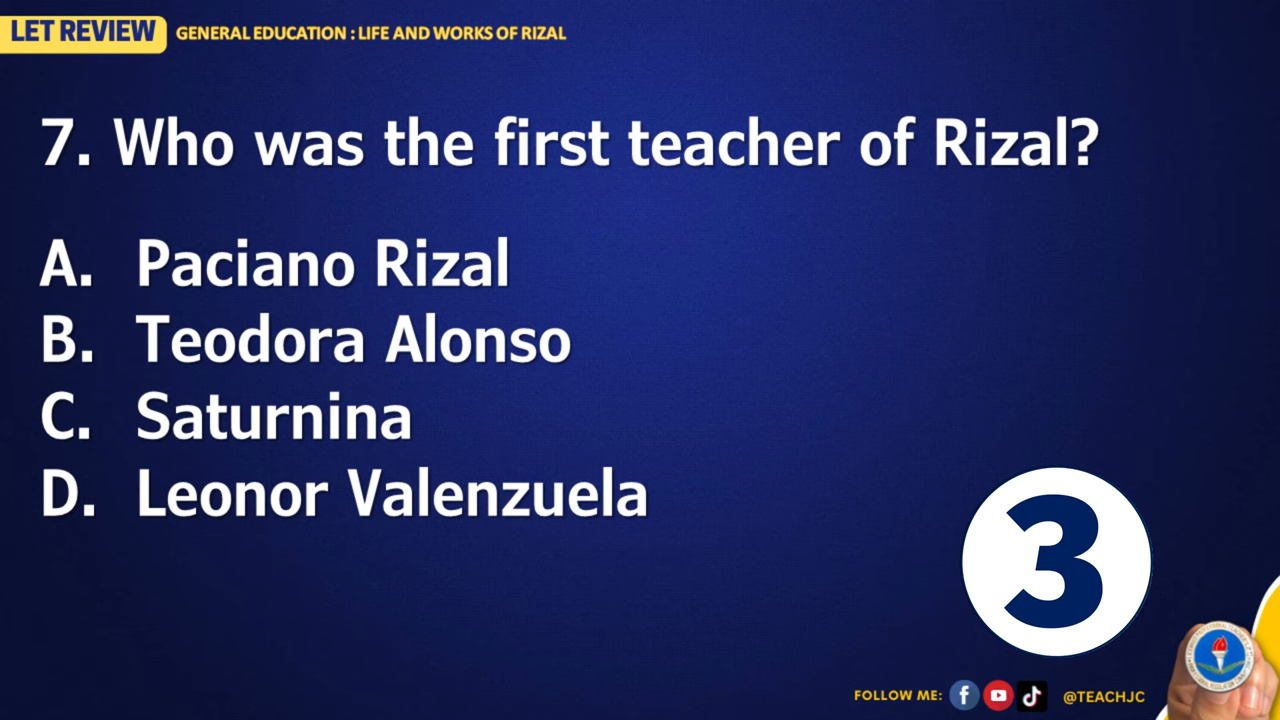 LET REVIEW
GENERAL EDUCATION : LIFE AND WORKS OF RIZAL
7. Who was the first teacher of Rizal?
A. Paciano Rizal
B. Teodora Alonso
C. Saturnina
D. Leonor Valenzuela
3
FOLLOW ME: @TEACHJC